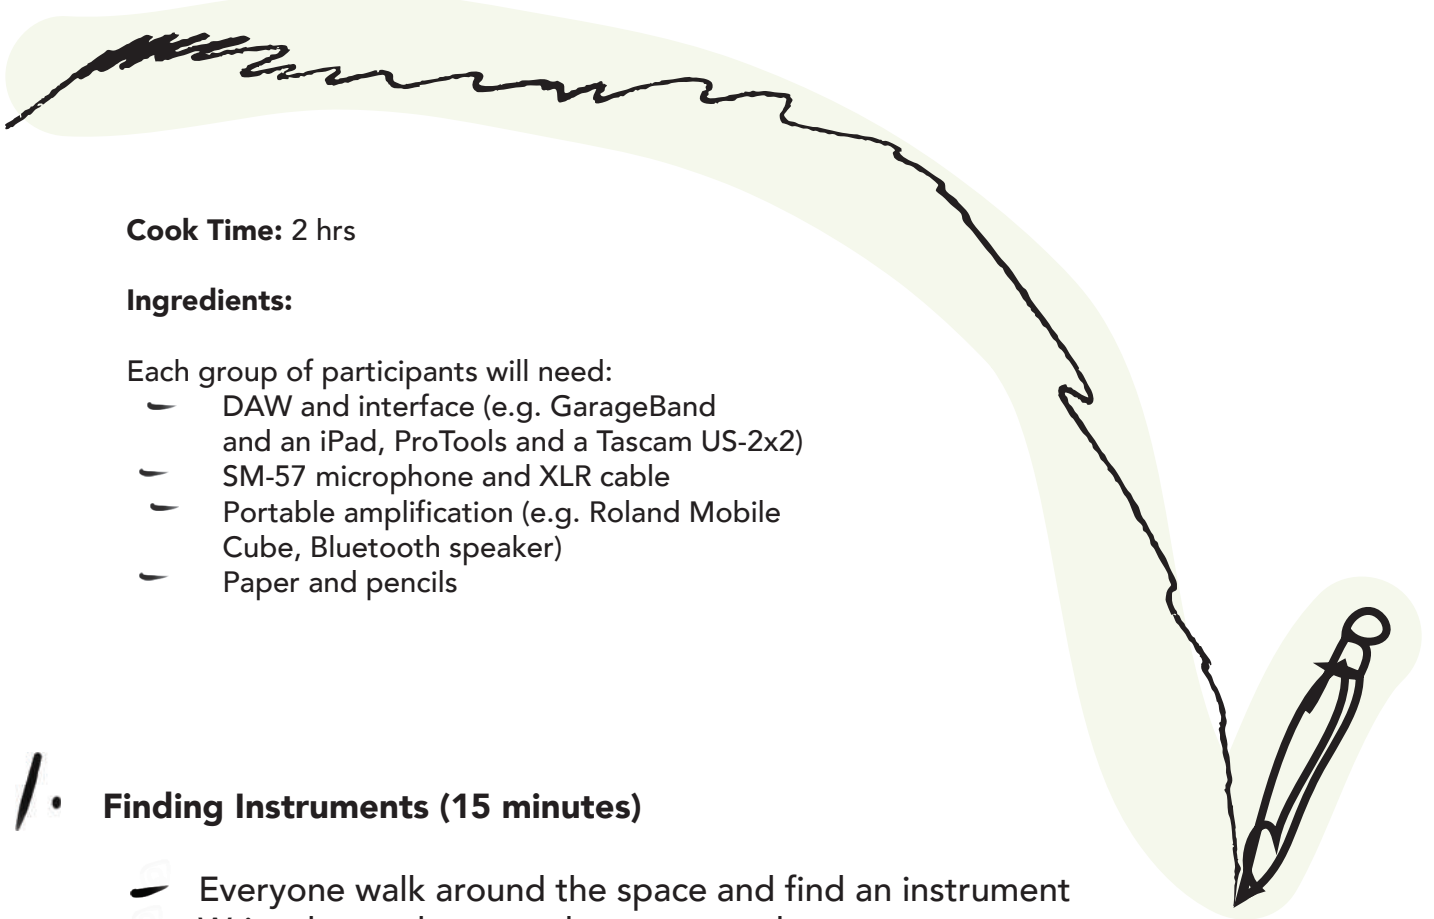 Cook Time: 2 hrs
Ingredients:
Each group of participants will need:
- DAW and interface (e.g. GarageBand
and an iPad, ProTools and a Tascam US-2x2)
- SM-57 microphone and XLR cable
- Portable amplification (e.g. Roland Mobile
Cube, Bluetooth speaker)
- Paper and pencils
1. Finding Instruments (15 minutes)
- Everyone walk around the space and find an instrument